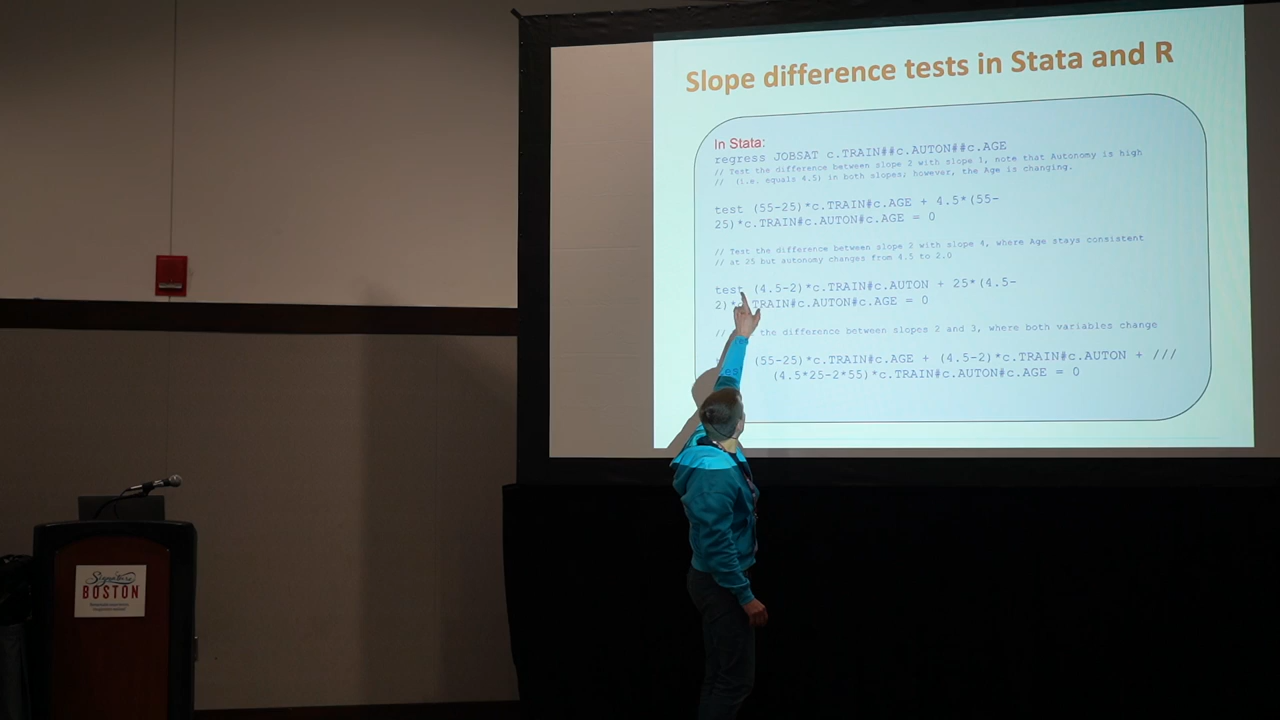 Slope difference tests in Stata and R
In Stata:
regress JOBSAT c.TRAIN##c.AUTON##c.AGE
// Test the difference between slope 2 with slope 1, note that Autonomy is high
// (i.e. equals 4.5) in both slopes; however, the Age is changing.
test (55-25)*c.TRAIN#c.AGE + 4.5*(55-
25)*c.TRAIN#c.AUTON#c.AGE = 0
// Test the difference between slope 2 with slope 4, where Age stays consistent
// at 25 but autonomy changes from 4.5 to 2.0
test (4.5-2)*c.TRAIN#c.AUTON + 25*(4.5-
2)*c.TRAIN#c.AUTON#c.AGE = 0
// the difference between slopes 2 and 3, where both variables change
(55-25)*c.TRAIN#c.AGE + (4.5-2)*c.TRAIN#c.AUTON + ///
(4.5*25-2*55)*c.TRAIN#c.AUTON#c.AGE = 0
Signature
BOSTON